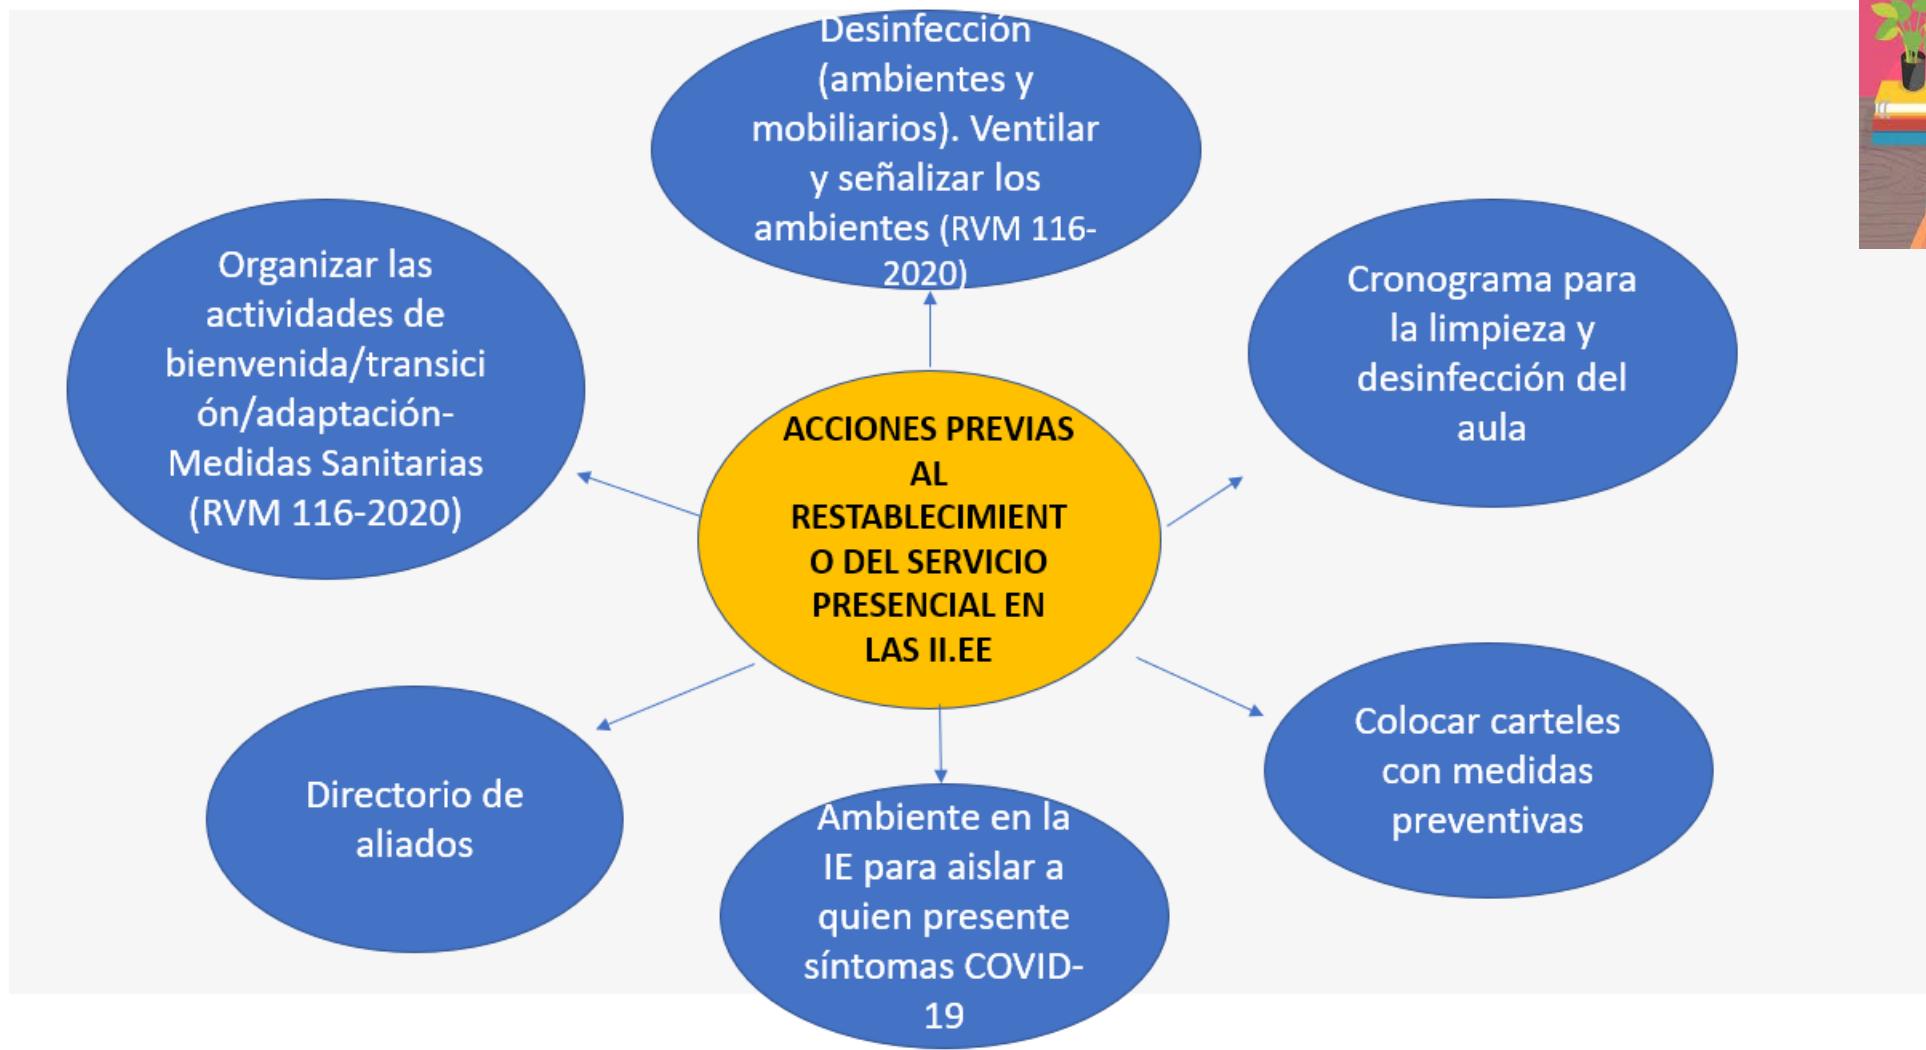 Desinfección
(ambientes y
mobiliarios). Ventilar
y señalizar los
ambientes (RVM 116-
2020)
Organizar las
actividades de
bienvenida/transici
ón/adaptación-
Medidas Sanitarias
(RVM 116-2020)
Cronograma para
la limpieza y
desinfección del
aula
ACCIONES PREVIAS
AL
RESTABLECIMIENT
O DEL SERVICIO
PRESENCIAL EN
LAS II.EE
Directorio de
aliados
Ambiente en la
IE para aislar a
quien presente
síntomas COVID-
19
Colocar carteles
con medidas
preventivas